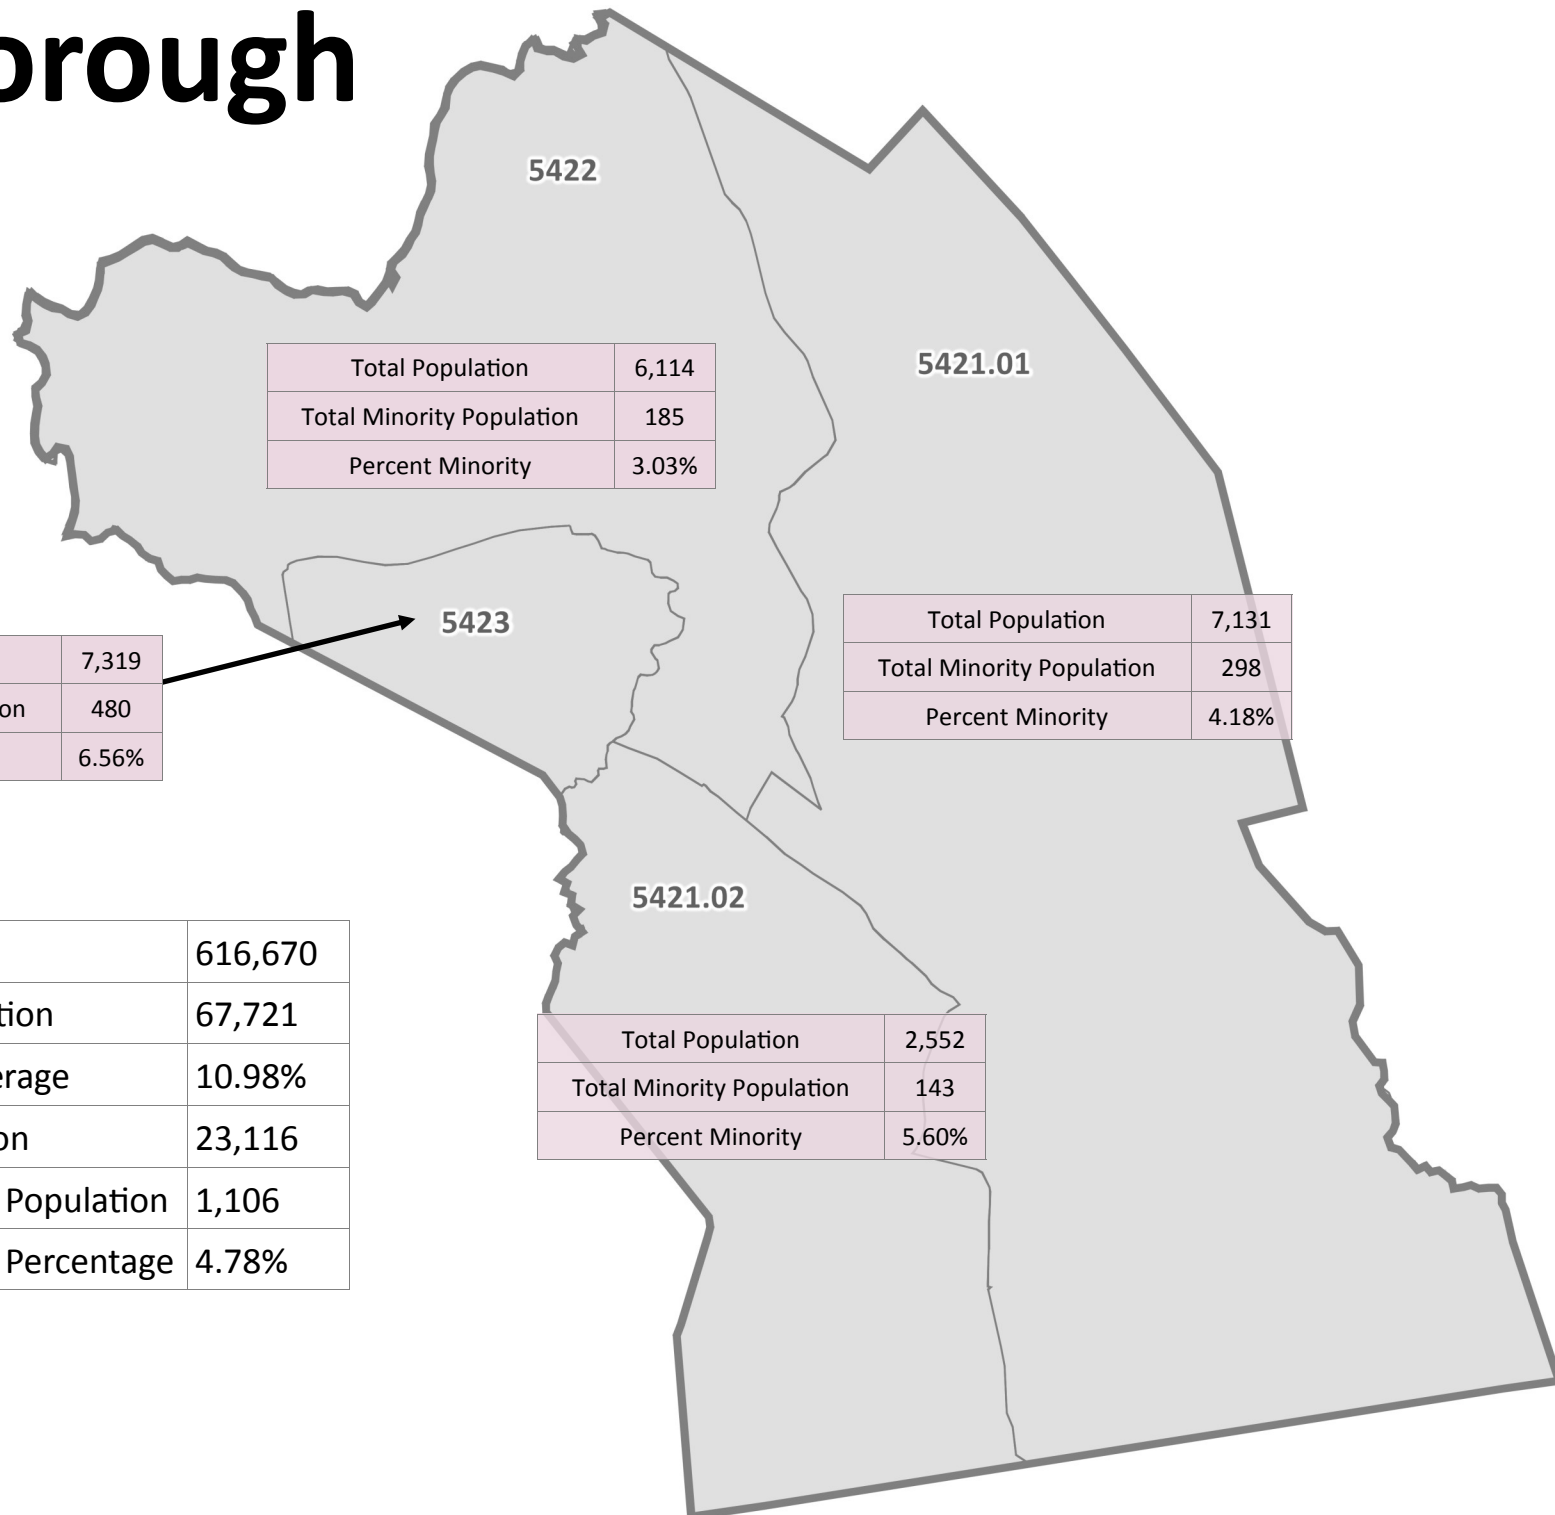 orough
5422
5421.01
Total Population 6,114
Total Minority Population 185
Percent Minority 3.03%
5423
Total Population 7,131
Total Minority Population 298
Percent Minority 4.18%
7,319
on 480
6.56%
5421.02
616,670
tion 67,721
erage 10.98%
on 23,116
Population 1,106
Percentage 4.78%
Total Population 2,552
Total Minority Population 143
Percent Minority 5.60%